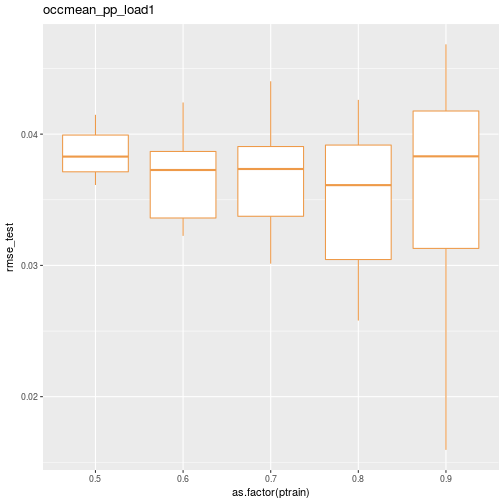 occmean_pp_load1
rmse_test
0.04
0.03
0.02
0.5 0.6 0.7 0.8 0.9
as.factor(ptrain)